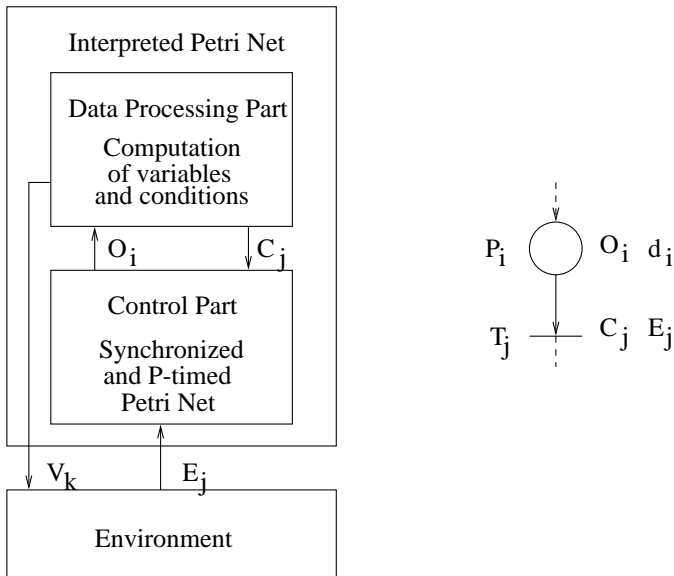 Interpreted Petri Net
Data Processing Part
Computation
of variables
and conditions
O_i
C_j
Control Part
Synchronized
and P-timed
Petri Net
V_k
E_j
Environment
P_i
O_i d_i
T_j
C_j E_j